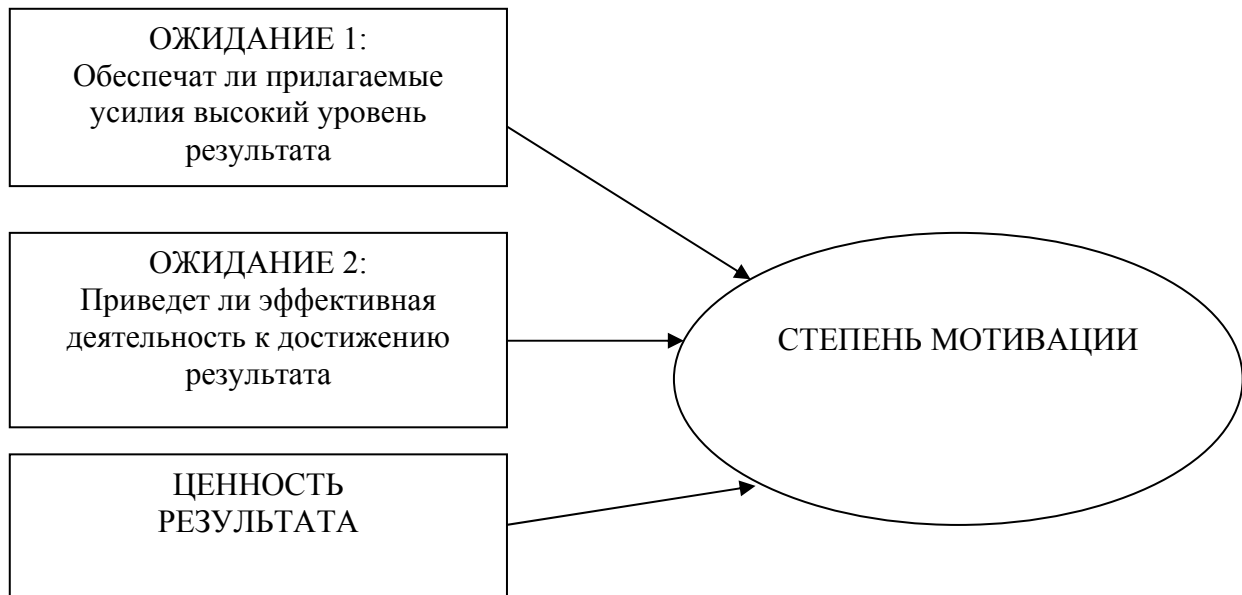 ОЖИДАНИЕ 1:
Обеспечат ли прилагаемые
усилия высокий уровень
результата
ОЖИДАНИЕ 2:
Приведет ли эффективная
деятельность к достижению
результата
СТЕПЕНЬ МОТИВАЦИИ
ЦЕННОСТЬ
РЕЗУЛЬТАТА